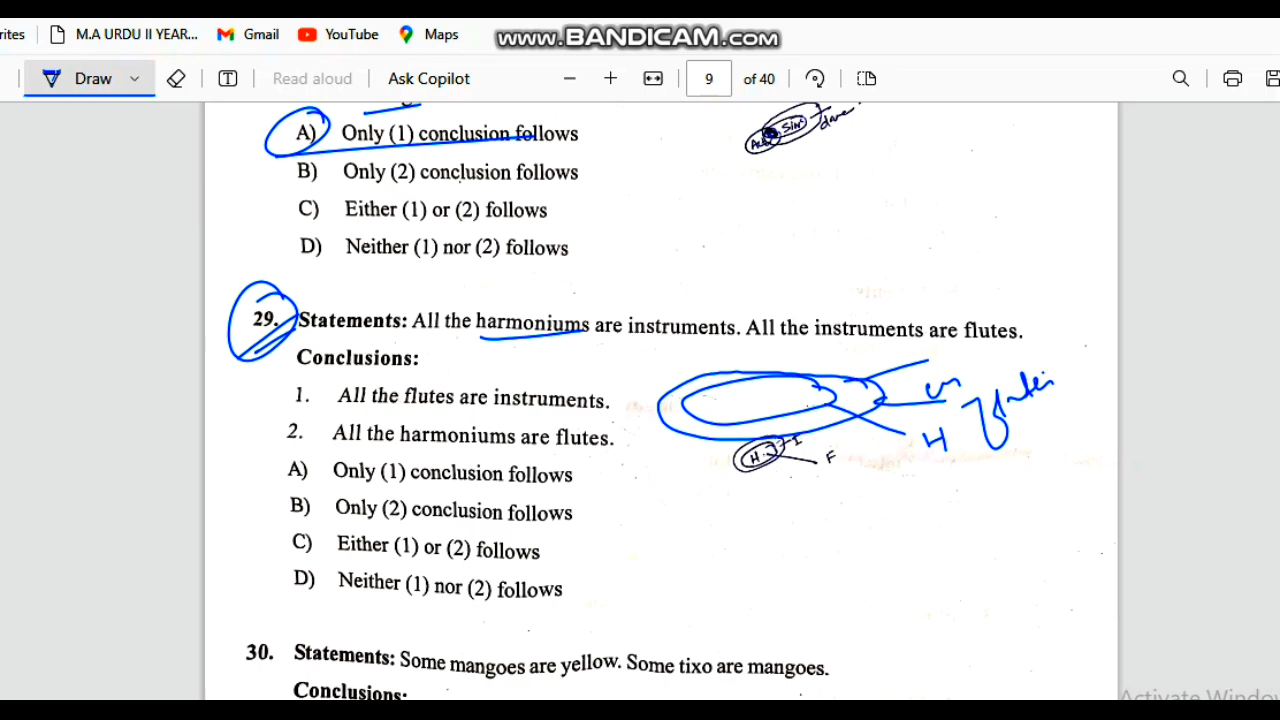 rites M.A URDU II YEAR... Gmail YouTube Maps
www.BANDICAM.com
Draw Read aloud Ask Copilot 9 of 40
A) Only (1) conclusion follows
B) Only (2) conclusion follows
C) Either (1) or (2) follows
D) Neither (1) nor (2) follows
29. Statements: All the harmoniums are instruments. All the instruments are flutes.
Conclusions:
1. All the flutes are instruments.
2. All the harmoniums are flutes.
H
H I
F
A) Only (1) conclusion follows
B) Only (2) conclusion follows
C) Either (1) or (2) follows
D) Neither (1) nor (2) follows
30. Statements: Some mangoes are yellow. Some tixo are mangoes.
Conclusions:
Activate Window